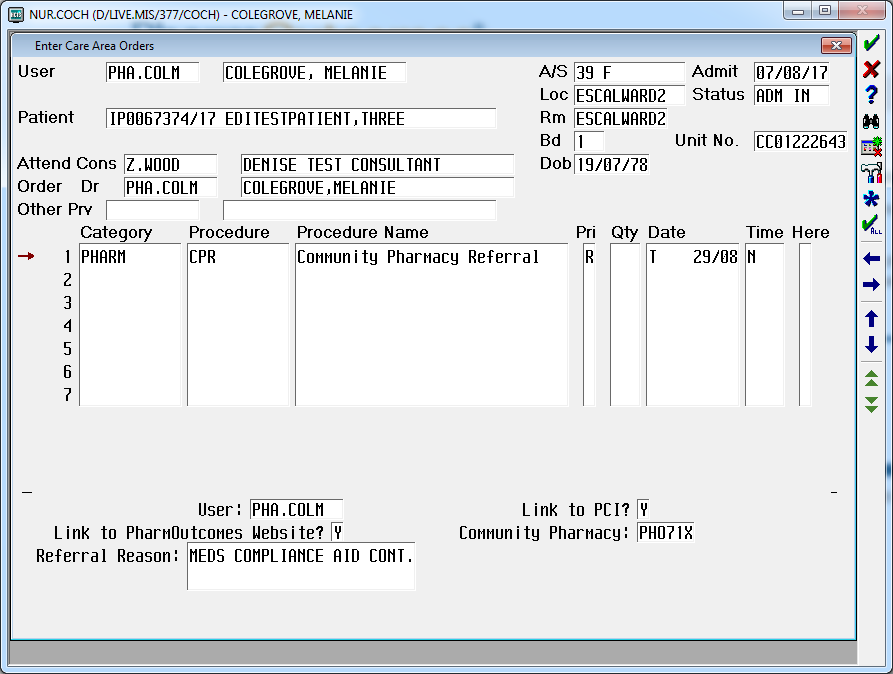 NUR.COCH (D/LIVE.MIS/377/COCH) - COLEGROVE, MELANIE
Enter Care Area Orders
User PHA.COLM COLEGROVE, MELANIE A/S 39 F Admit 07/08/17
Loc ESCALWARD2 Status ADM IN
Patient IP0067374/17 EDITESTPATIENT,THREE Rm ESCALWARD2
Bd 1 Unit No. CC01222643
Attend Cons Z.WOOD DENISE TEST CONSULTANT Dob 19/07/78
Order Dr PHA.COLM COLEGROVE,MELANIE
Other Prv
Category Procedure Procedure Name Pri Qty Date Time Here
1 PHARM CPR Community Pharmacy Referral R T 29/08 N
2
3
4
5
6
7
User: PHA.COLM Link to PCI? Y
Link to PharmOutcomes Website? Y Community Pharmacy: PHO71X
Referral Reason: MEDS COMPLIANCE AID CONT.
ALL